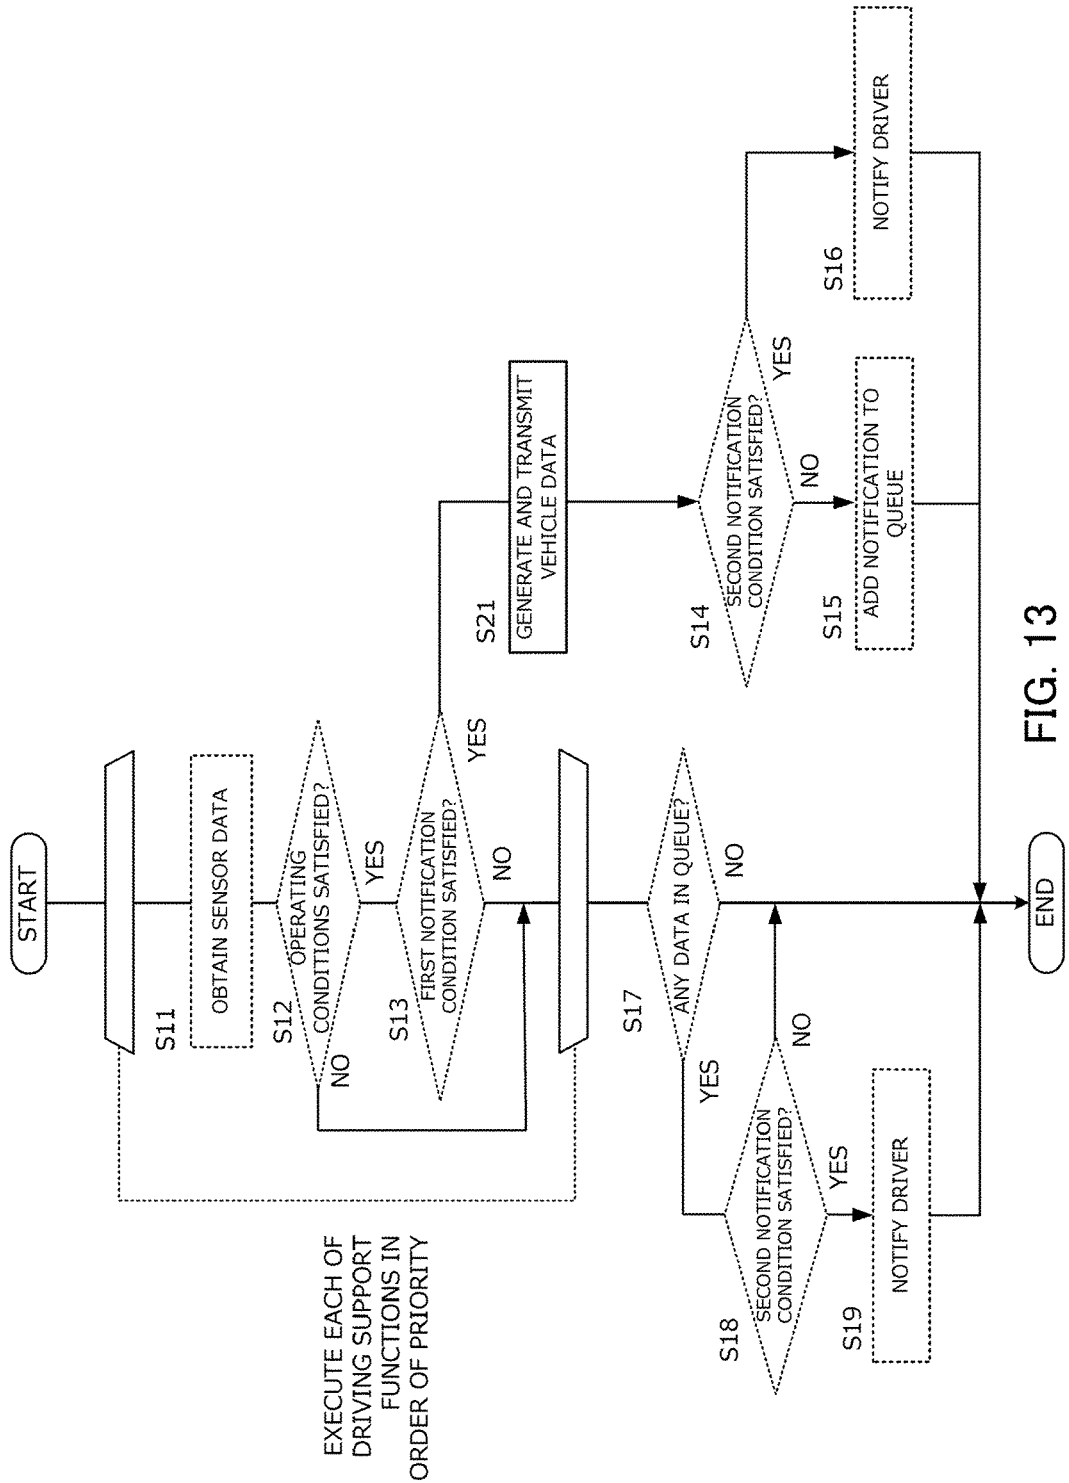 START
EXECUTE EACH OF
DRIVING SUPPORT
FUNCTIONS IN
ORDER OF PRIORITY
S11
OBTAIN SENSOR DATA
S12
OPERATING
CONDITIONS SATISFIED?
NO
YES
S13
FIRST NOTIFICATION
CONDITION SATISFIED?
YES
NO
S21
GENERATE AND TRANSMIT
VEHICLE DATA
S14
SECOND NOTIFICATION
CONDITION SATISFIED?
YES
NO
S15
ADD NOTIFICATION TO
QUEUE
S16
NOTIFY DRIVER
S17
ANY DATA IN QUEUE?
YES
NO
S18
SECOND NOTIFICATION
CONDITION SATISFIED?
NO
YES
S19
NOTIFY DRIVER
END
FIG. 13